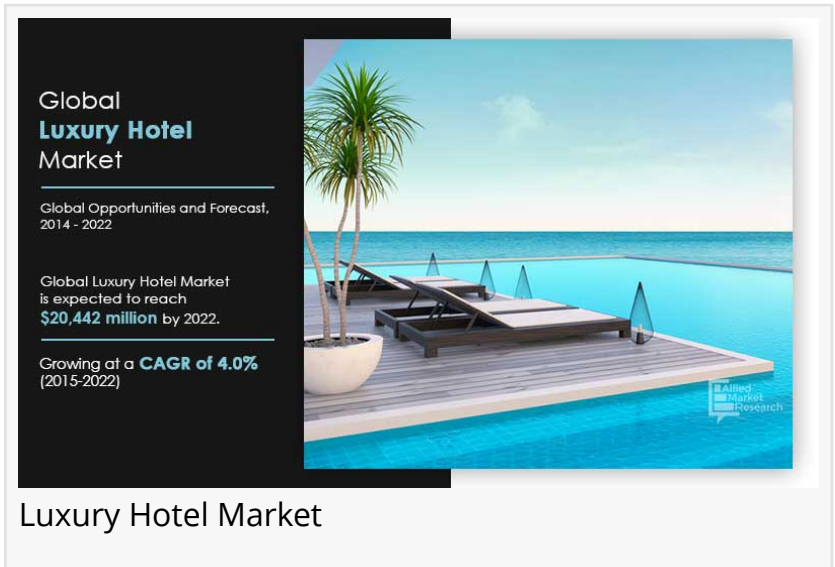 Global
Luxury Hotel
Market
Global Opportunities and Forecast,
2014 - 2022
Global Luxury Hotel Market
is expected to reach
$20,442 million by 2022.
Growing at a CAGR of 4.0%
(2015-2022)
Allied
Market
Research
Luxury Hotel Market